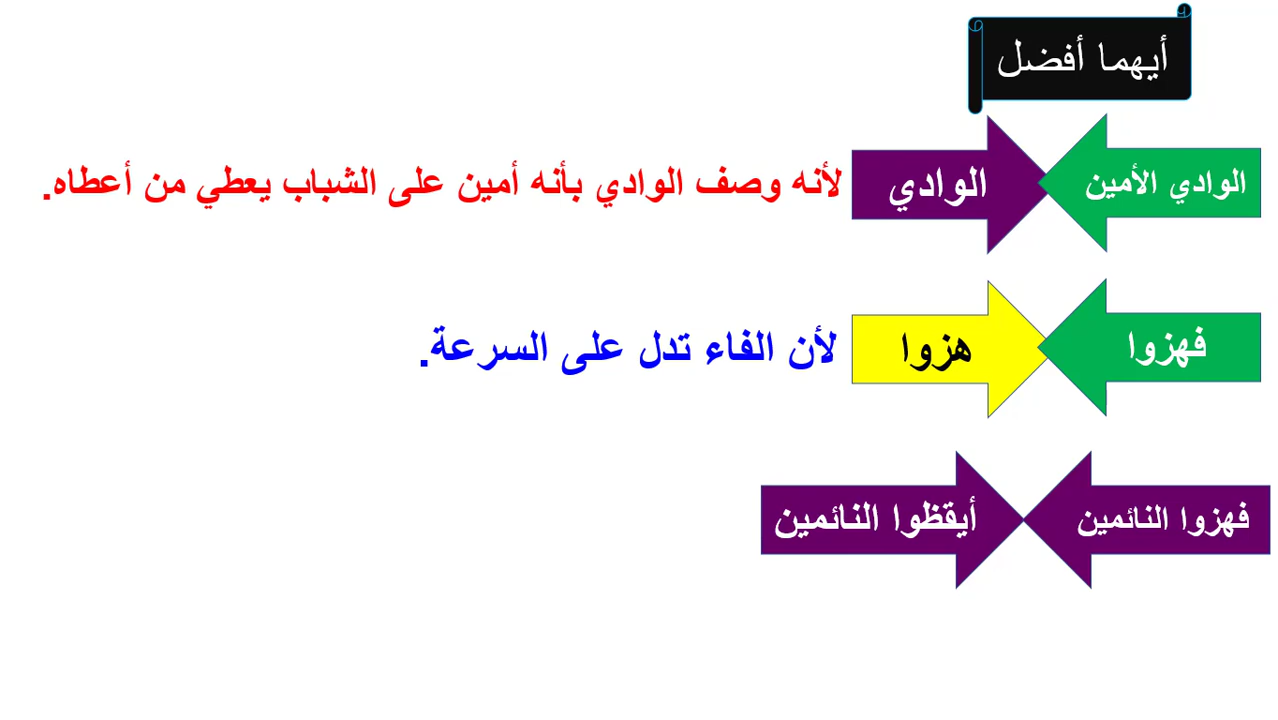 أيهما أفضل
الوادي الأمين
الوادي
لأنه وصف الوادي بأنه أمين على الشباب يعطي من أعطاه.
فهزوا
هزوا
لأن الفاء تدل على السرعة.
فهزوا النائمين
أيقظوا النائمين